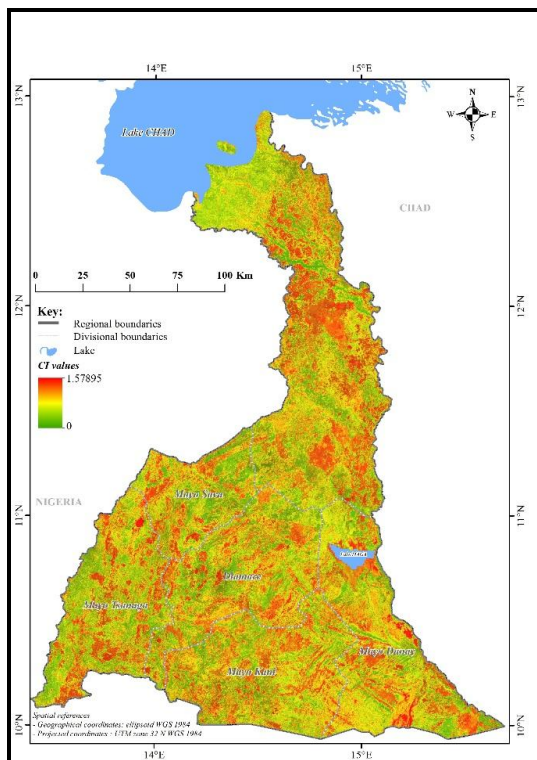 14°E 15°E
13°N 13°N
Lake CHAD
N
W E
S
CHAD
0 25 50 75 100 Km
12°N 12°N
Key:
Regional boundaries
Divisional boundaries
Lake
CI values
1.57895
0
NIGERIA
Mayo Sava
11°N 11°N
Diamare
Mayo Tsanaga
Mayo Danay
Mayo Kani
10°N 10°N
Spatial references
- Geographical coordinates: ellipsoid WGS 1984
- Projected coordinates : UTM zone 32 N WGS 1984
14°E 15°E